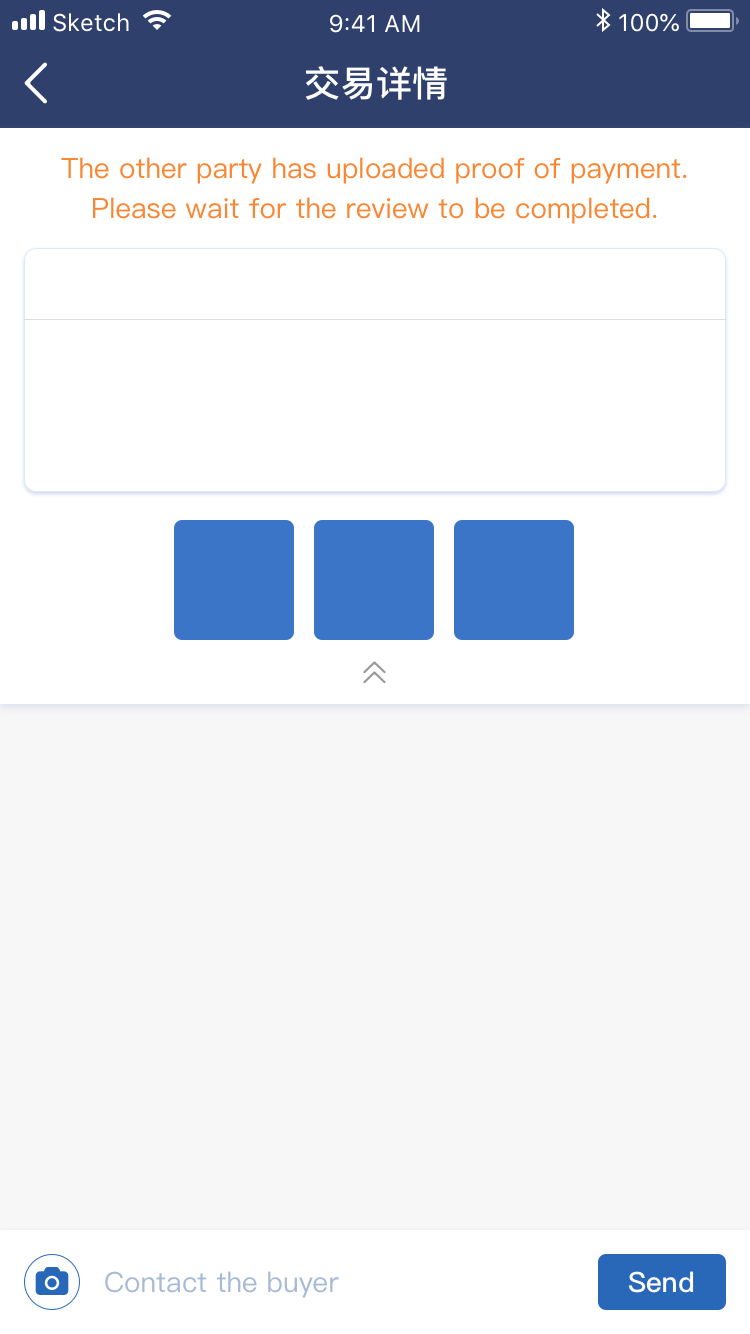 Sketch 9:41 AM 100%
交易详情
The other party has uploaded proof of payment.
Please wait for the review to be completed.
Contact the buyer Send